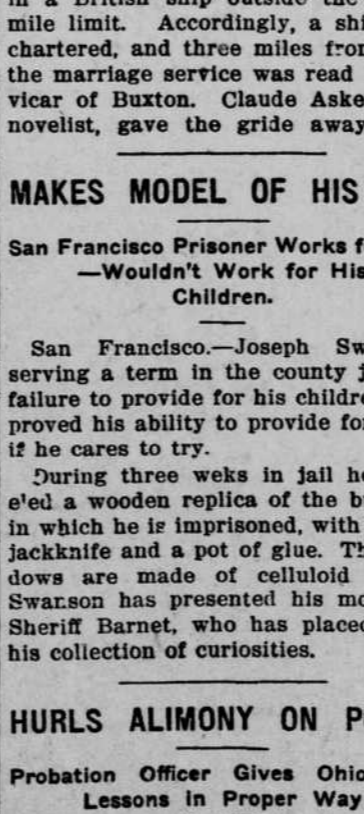 in a British ship outside the
mile limit. Accordingly, a shi
chartered, and three miles from
the marriage service was read
vicar of Buxton. Claude Aske
novelist, gave the gride away
MAKES MODEL OF HIS
San Francisco Prisoner Works f
—Wouldn't Work for His
Children.
San Francisco.—Joseph Sw
serving a term in the county j
failure to provide for his childre
proved his ability to provide fo
if he cares to try.
During three weks in jail he
e'ed a wooden replica of the b
in which he is imprisoned, with
jackknife and a pot of glue. Th
dows are made of celluloid
Swanson has presented his mo
Sheriff Barnet, who has placed
his collection of curiosities.
HURLS ALIMONY ON P
Probation Officer Gives Ohio
Lessons in Proper Way